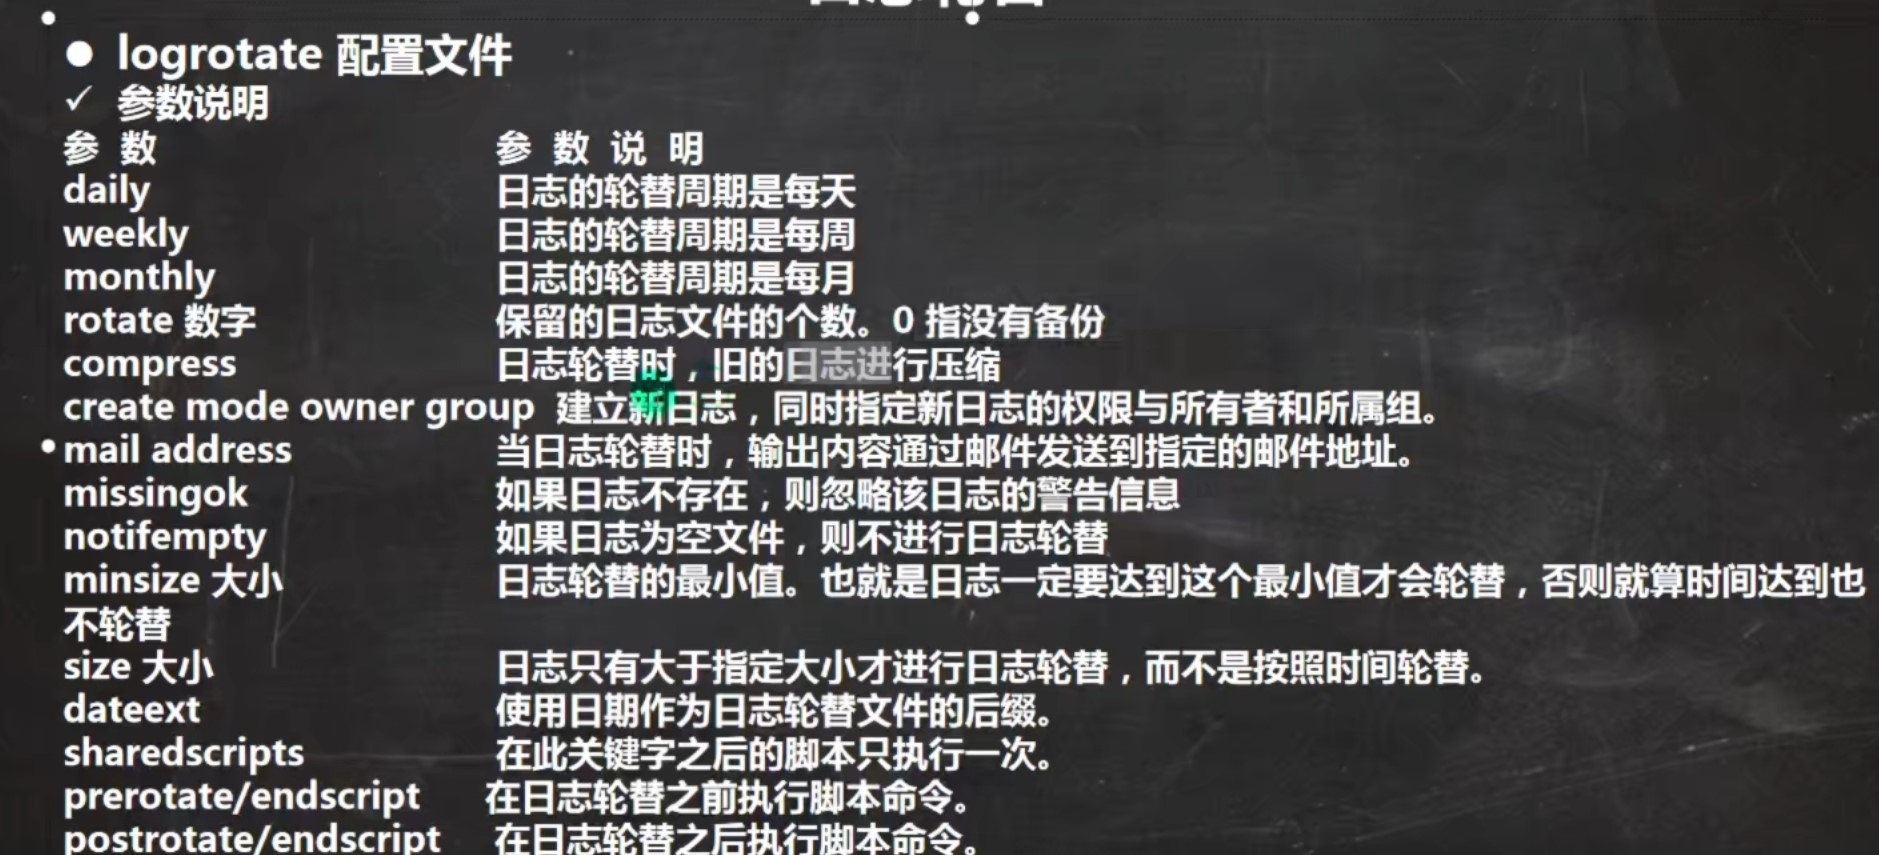 logrotate 配置文件
✓ 参数说明
参 数 参 数 说 明
daily 日志的轮替周期是每天
weekly 日志的轮替周期是每周
monthly 日志的轮替周期是每月
rotate 数字 保留的日志文件的个数。0 指没有备份
compress 日志轮替时，旧的日志进行压缩
create mode owner group 建立新日志，同时指定新日志的权限与所有者和所属组。
mail address 当日志轮替时，输出内容通过邮件发送到指定的邮件地址。
missingok 如果日志不存在，则忽略该日志的警告信息
notifempty 如果日志为空文件，则不进行日志轮替
minsize 大小 日志轮替的最小值。也就是日志一定要达到这个最小值才会轮替，否则就算时间达到也
不轮替
size 大小 日志只有大于指定大小才进行日志轮替，而不是按照时间轮替。
dateext 使用日期作为日志轮替文件的后缀。
sharedscripts 在此关键字之后的脚本只执行一次。
prerotate/endscript 在日志轮替之前执行脚本命令。
postrotate/endscript 在日志轮替之后执行脚本命令。